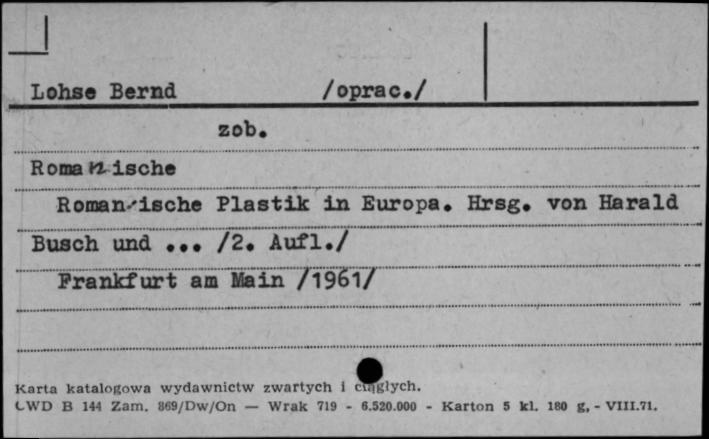 Lohse Bernd /oprac./
zob.
Romanische
Romanische Plastik in Europa. Hrsg. von Harald
Busch und ... /2. Aufl./
Frankfurt am Main /1961/
Karta katalogowa wydawnictw zwartych i ciągłych.
CWD B 144 Zam. 869/Dw/On — Wrak 719 - 6.520.000 - Karton 5 kl. 180 g. - VIII.71.